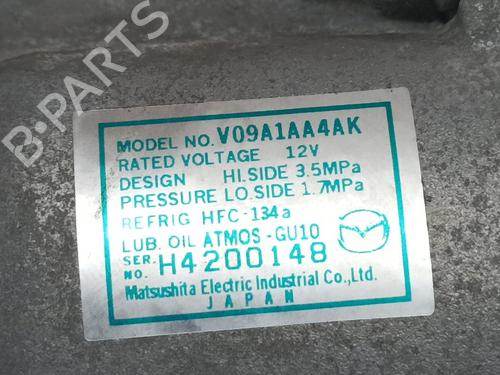 B-PARTS
MODEL NO. V09A1AA4AK
RATED VOLTAGE 12V
DESIGN HI.SIDE 3.5MPa
PRESSURE LO.SIDE 1.7MPa
REFRIG HFC-134a
LUB. OIL ATMOS-GU10
SER. NO. H4200148
Matsushita Electric Industrial Co., Ltd.
JAPAN